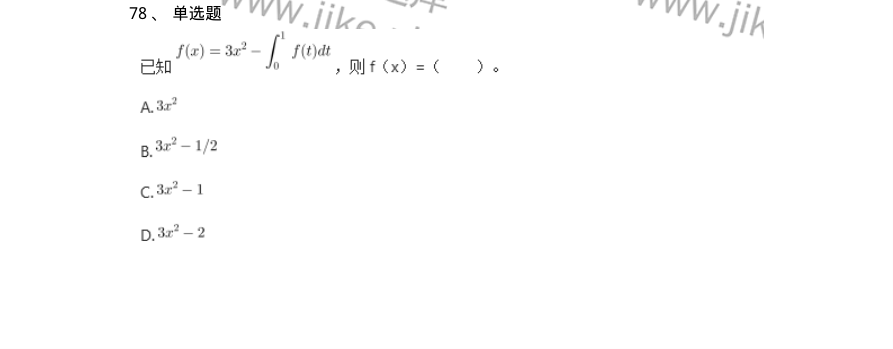 78 、 单选题
已知 f(x) = 3x² − ∫₀¹ f(t)dt ，则 f（x）=（ ）。
A. 3x²
B. 3x² − 1/2
C. 3x² − 1
D. 3x² − 2